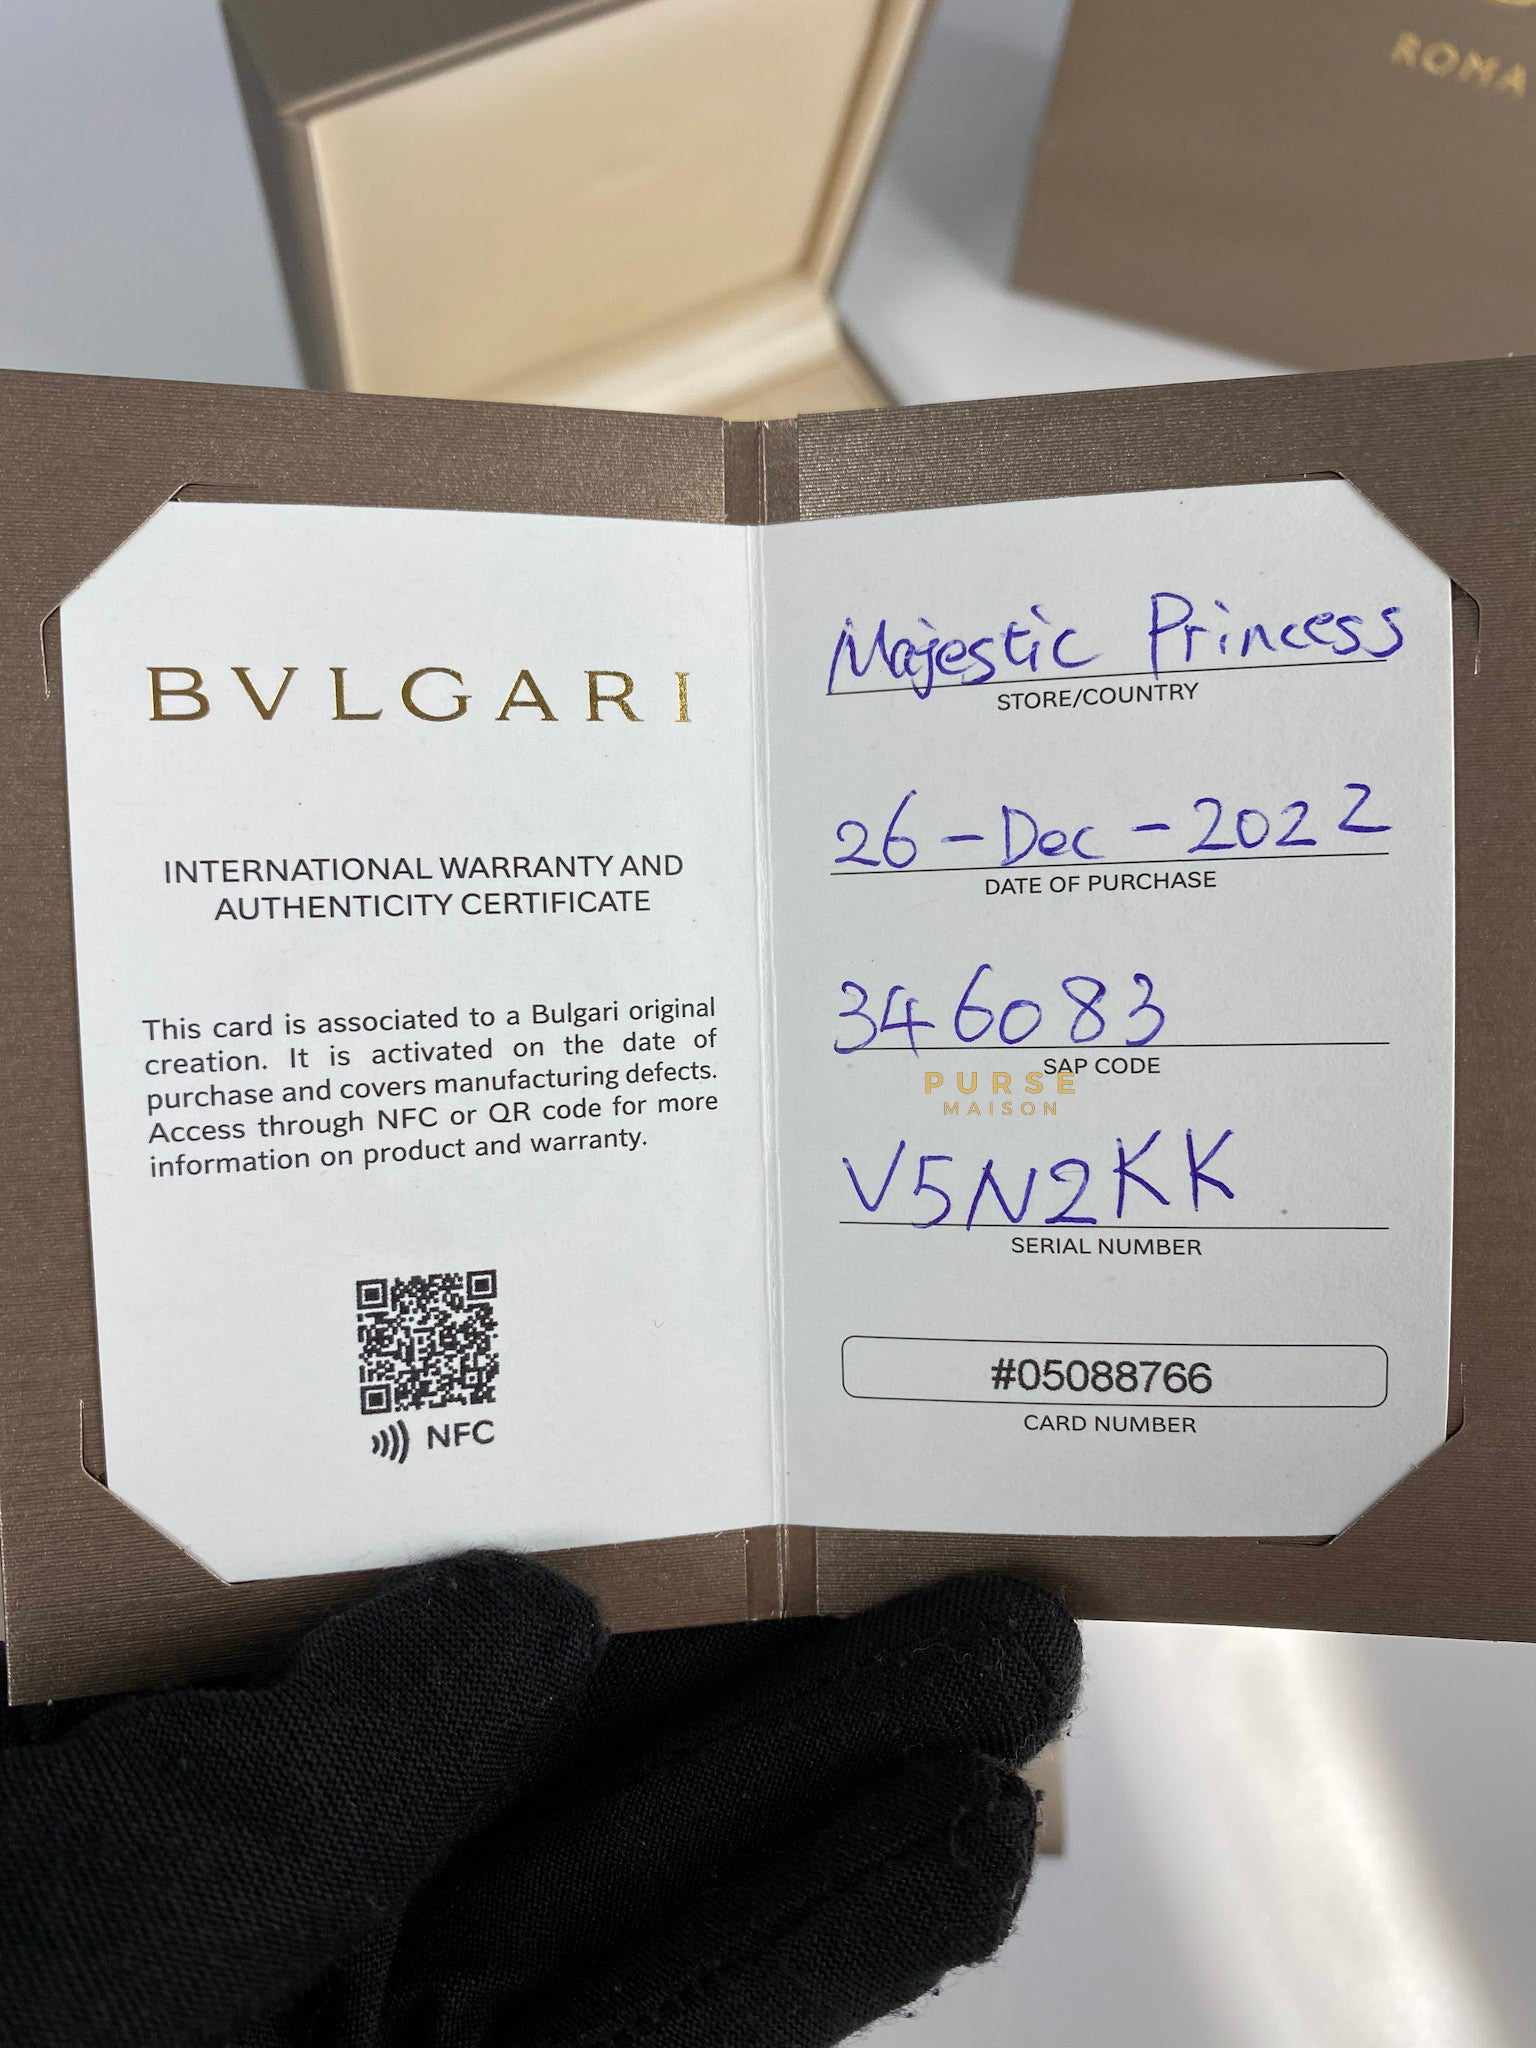 ROMA
BVLGARI
INTERNATIONAL WARRANTY AND
AUTHENTICITY CERTIFICATE
This card is associated to a Bulgari original
creation. It is activated on the date of
purchase and covers manufacturing defects.
Access through NFC or QR code for more
information on product and warranty.
NFC
Majestic Princess
STORE/COUNTRY
26-Dec-2022
DATE OF PURCHASE
346083
SAP CODE
PURSE
MAISON
V5N2KK
SERIAL NUMBER
#05088766
CARD NUMBER